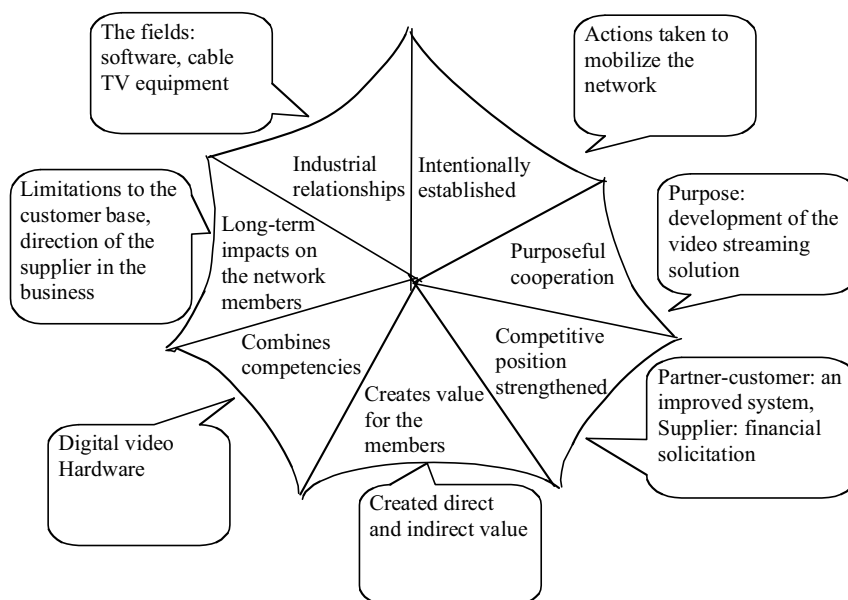 The fields:
software, cable
TV equipment
Actions taken to
mobilize the
network
Industrial
relationships
Intentionally
established
Limitations to the
customer base,
direction of the
supplier in the
business
Long-term
impacts on
the network
members
Purposeful
cooperation
Purpose:
development of the
video streaming
solution
Combines
competencies
Competitive
position
strengthened
Creates value
for the
members
Partner-customer: an
improved system,
Supplier: financial
solicitation
Digital video
Hardware
Created direct
and indirect value